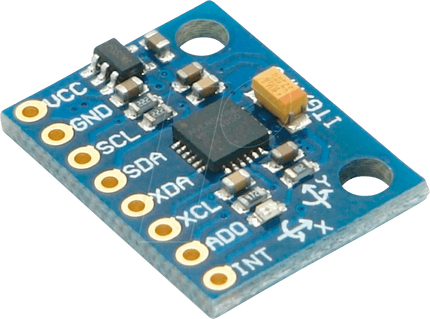 VCC
GND
SCL
SDA
XDA
XCL
ADO
INT
ITG
Y
X